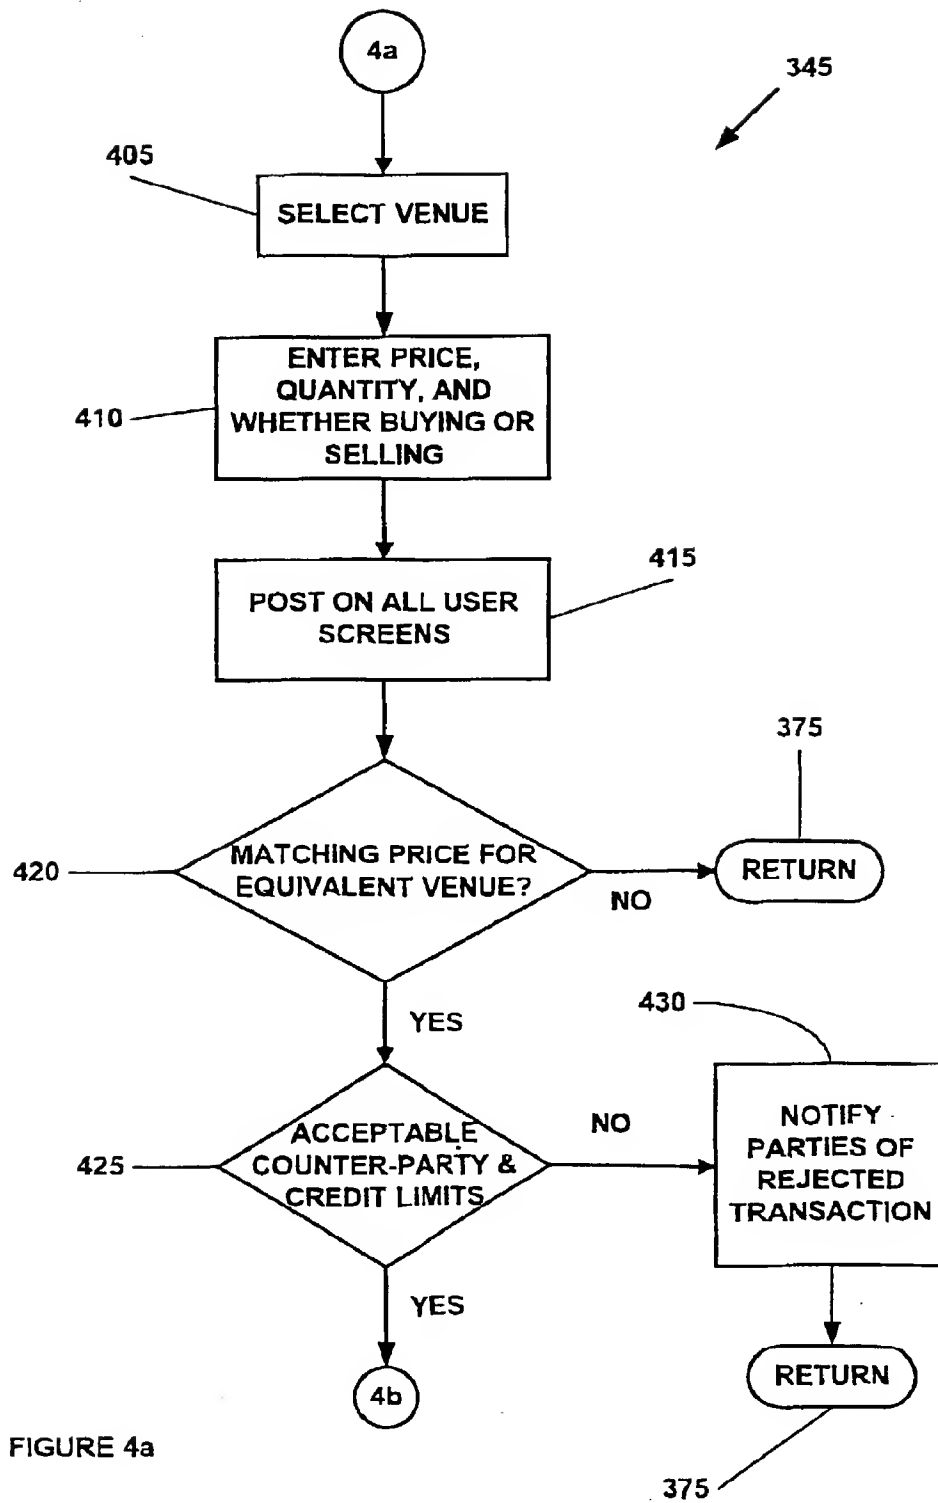 4a
345
405
SELECT VENUE
ENTER PRICE,
QUANTITY, AND
WHETHER BUYING OR
SELLING
410
415
POST ON ALL USER
SCREENS
375
MATCHING PRICE FOR
EQUIVALENT VENUE?
420
RETURN
NO
YES
430
ACCEPTABLE
COUNTER-PARTY &
CREDIT LIMITS
425
NO
NOTIFY
PARTIES OF
REJECTED
TRANSACTION
YES
RETURN
4b
FIGURE 4a
375